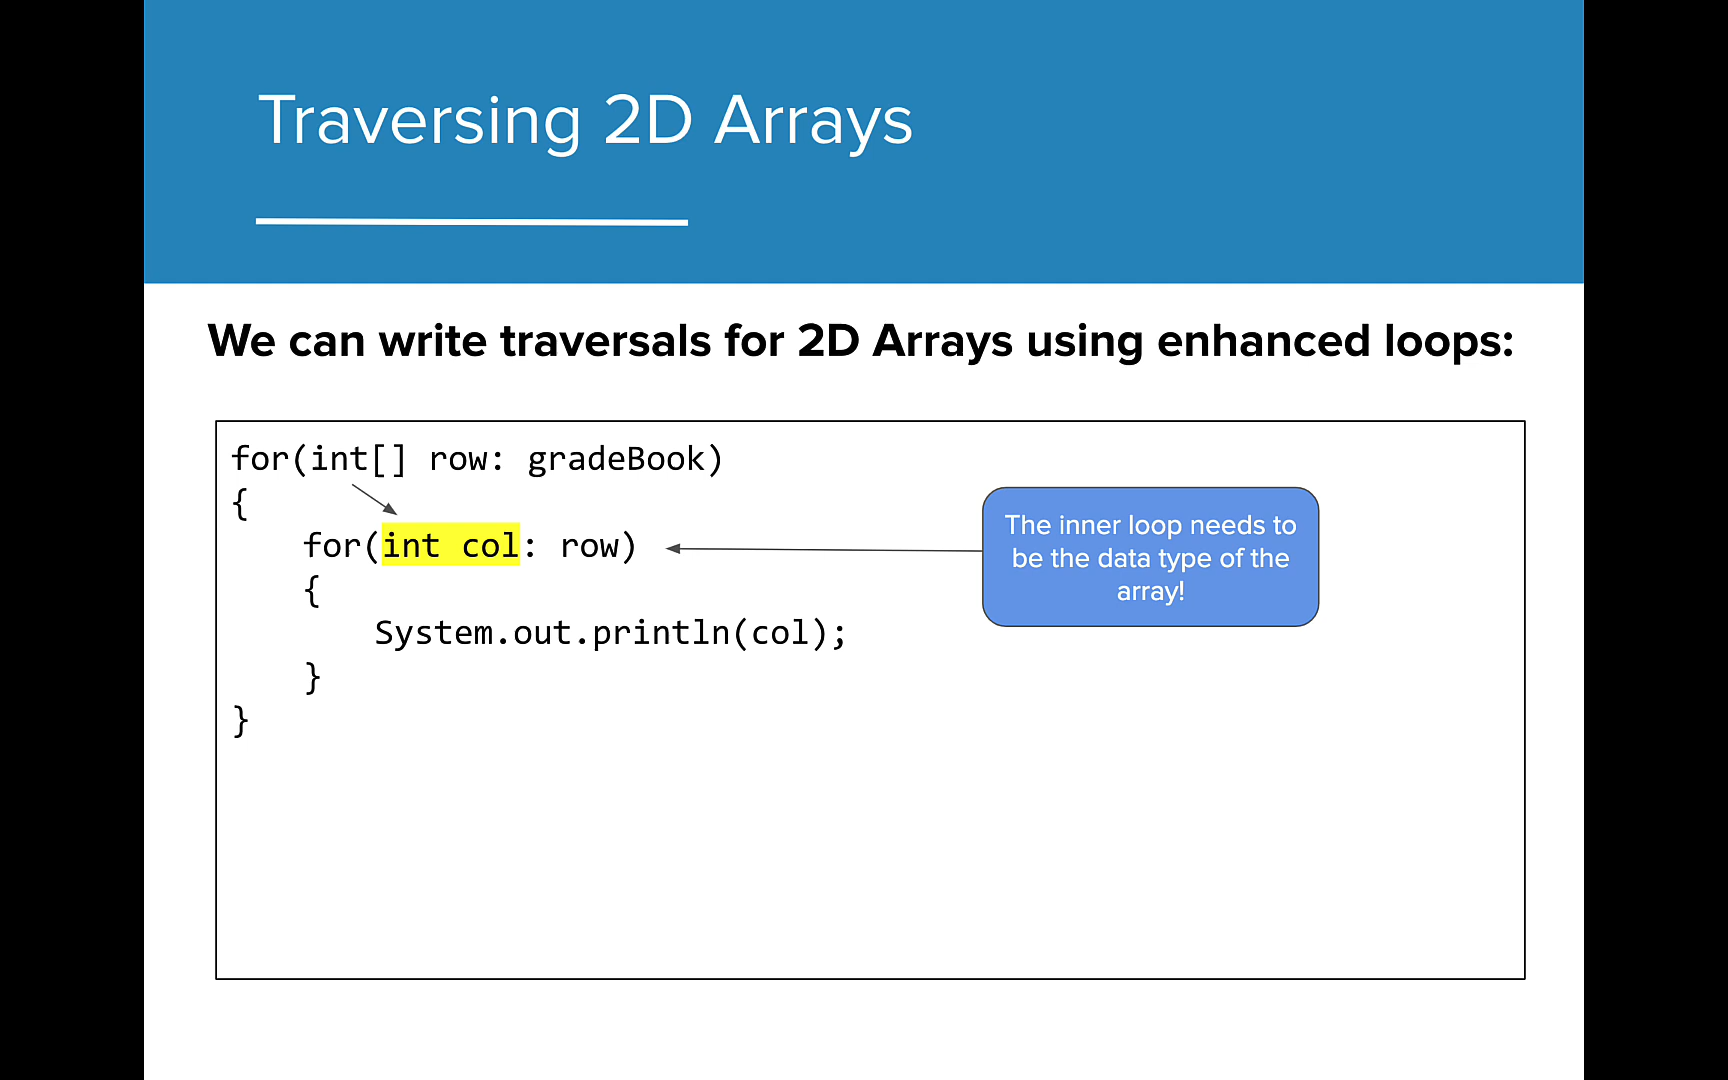 Traversing 2D Arrays
We can write traversals for 2D Arrays using enhanced loops:
for(int[] row: gradeBook)
{
for(int col: row)
{
System.out.println(col);
}
}
The inner loop needs to
be the data type of the
array!